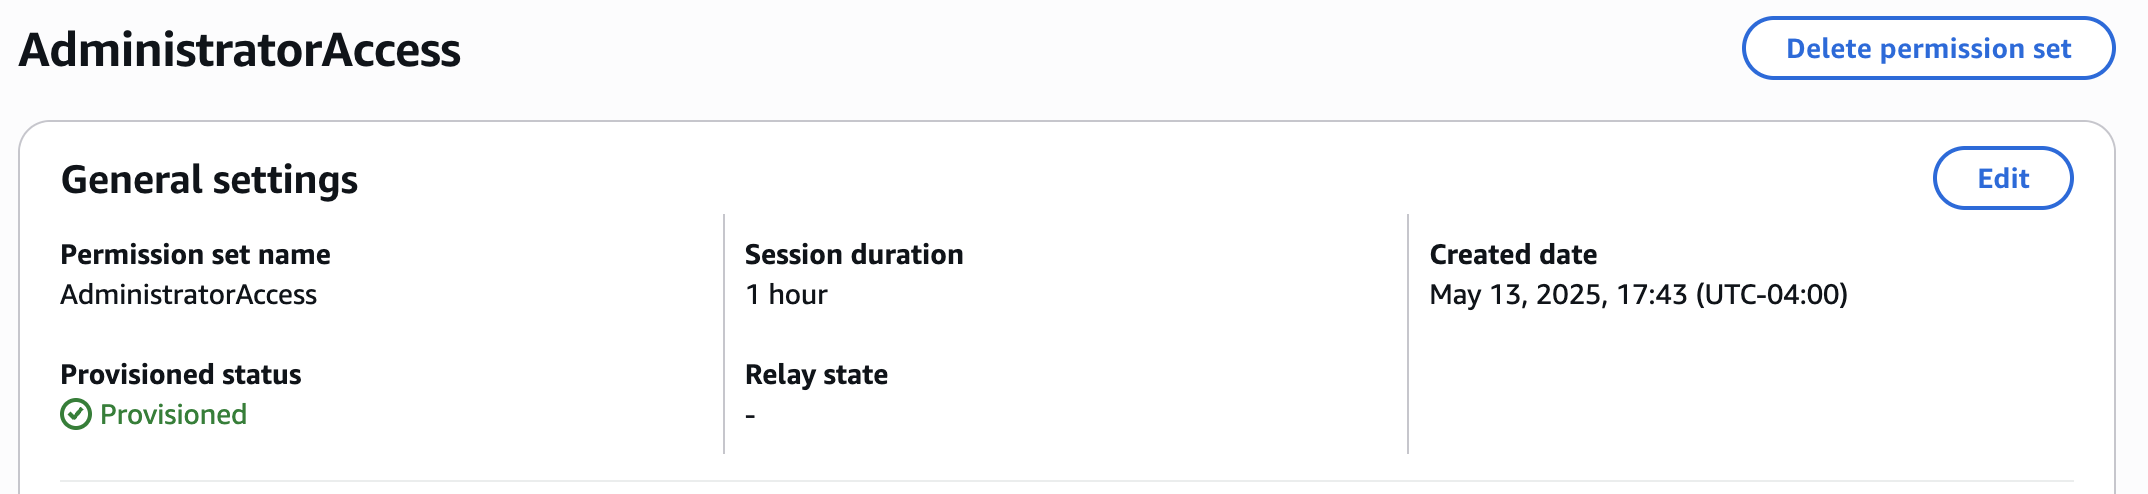 AdministratorAccess
Delete permission set
General settings
Edit
Permission set name
AdministratorAccess
Session duration
1 hour
Created date
May 13, 2025, 17:43 (UTC-04:00)
Provisioned status
Provisioned
Relay state
-